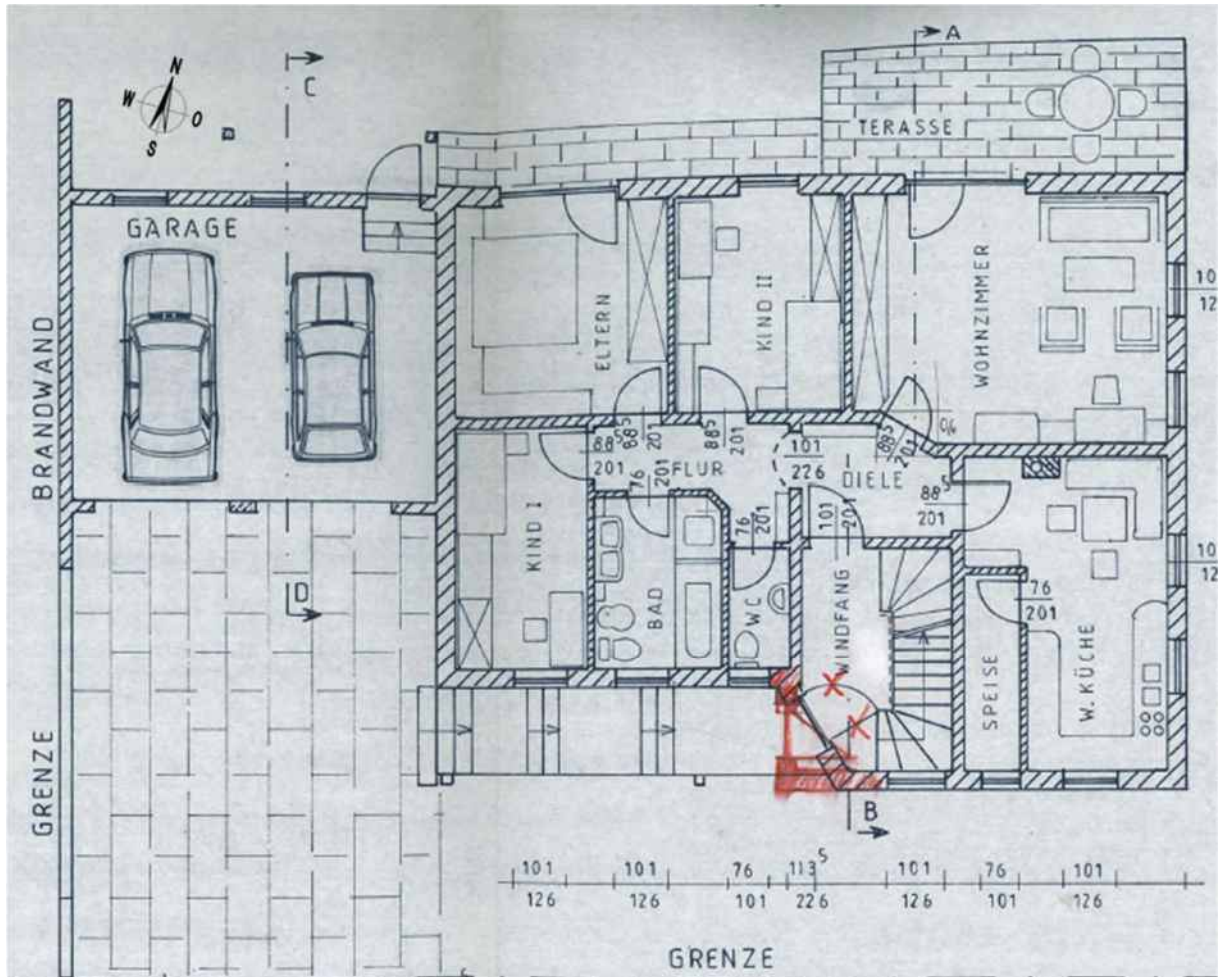 A
C
N
W
O
S
TERASSE
GARAGE
BRANDWAND
ELTERN
KIND II
WOHNZIMMER
10
12
88⁵
201
88⁵
201
88⁵
201
101
226
88⁵
201
FLUR
DIELE
76
201
76
201
101
201
88⁵
201
10
12
KIND I
BAD
WC
WINDFANG
76
201
SPEISE
W. KÜCHE
D
B
GRENZE
101
126
101
126
76
101
113⁵
226
101
126
76
101
101
126
GRENZE